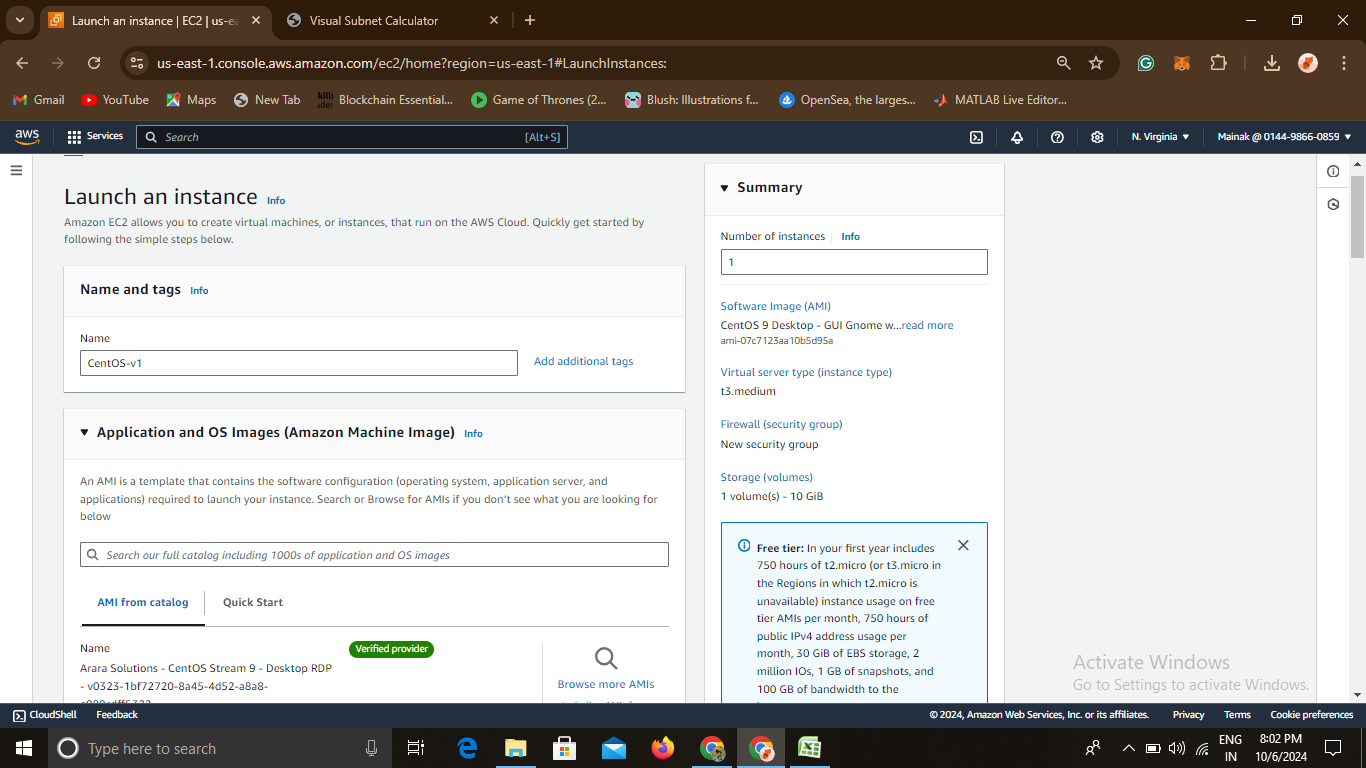 Launch an instance | EC2 | us-ea
Visual Subnet Calculator
us-east-1.console.aws.amazon.com/ec2/home?region=us-east-1#LaunchInstances:
Gmail
YouTube
Maps
New Tab
Blockchain Essential...
Game of Thrones (2...
Blush: Illustrations f...
OpenSea, the larges...
MATLAB Live Editor...
aws
Services
Search
[Alt+S]
N. Virginia
Mainak @ 0144-9866-0859
Launch an instance Info
Amazon EC2 allows you to create virtual machines, or instances, that run on the AWS Cloud. Quickly get started by
following the simple steps below.
Name and tags Info
Name
CentOS-v1
Add additional tags
Application and OS Images (Amazon Machine Image) Info
An AMI is a template that contains the software configuration (operating system, application server, and
applications) required to launch your instance. Search or Browse for AMIs if you don't see what you are looking for
below
Search our full catalog including 1000s of application and OS images
AMI from catalog
Quick Start
Name
Verified provider
Arara Solutions - CentOS Stream 9 - Desktop RDP
- v0323-1bf72720-8a45-4d52-a8a8-
Browse more AMIs
Summary
Number of instances Info
1
Software Image (AMI)
CentOS 9 Desktop - GUI Gnome w...read more
ami-07c7123aa10b5d95a
Virtual server type (instance type)
t3.medium
Firewall (security group)
New security group
Storage (volumes)
1 volume(s) - 10 GiB
Free tier: In your first year includes
750 hours of t2.micro (or t3.micro in
the Regions in which t2.micro is
unavailable) instance usage on free
tier AMIs per month, 750 hours of
public IPv4 address usage per
month, 30 GiB of EBS storage, 2
million IOs, 1 GB of snapshots, and
100 GB of bandwidth to the
Activate Windows
Go to Settings to activate Windows.
CloudShell
Feedback
© 2024, Amazon Web Services, Inc. or its affiliates.
Privacy
Terms
Cookie preferences
Type here to search
ENG
IN
8:02 PM
10/6/2024